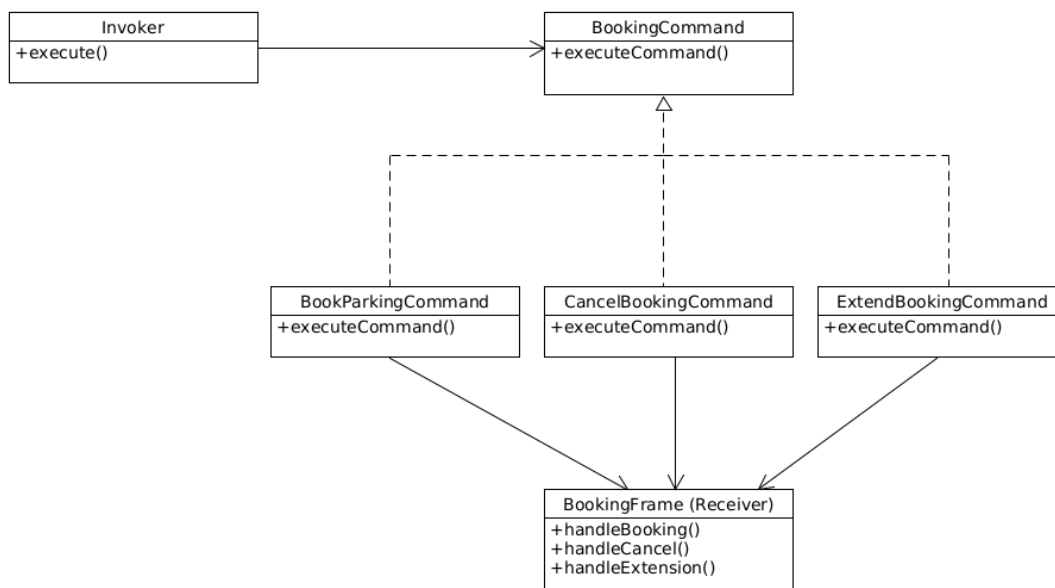 Invoker
+execute()
BookingCommand
+executeCommand()
BookParkingCommand
+executeCommand()
CancelBookingCommand
+executeCommand()
ExtendBookingCommand
+executeCommand()
BookingFrame (Receiver)
+handleBooking()
+handleCancel()
+handleExtension()